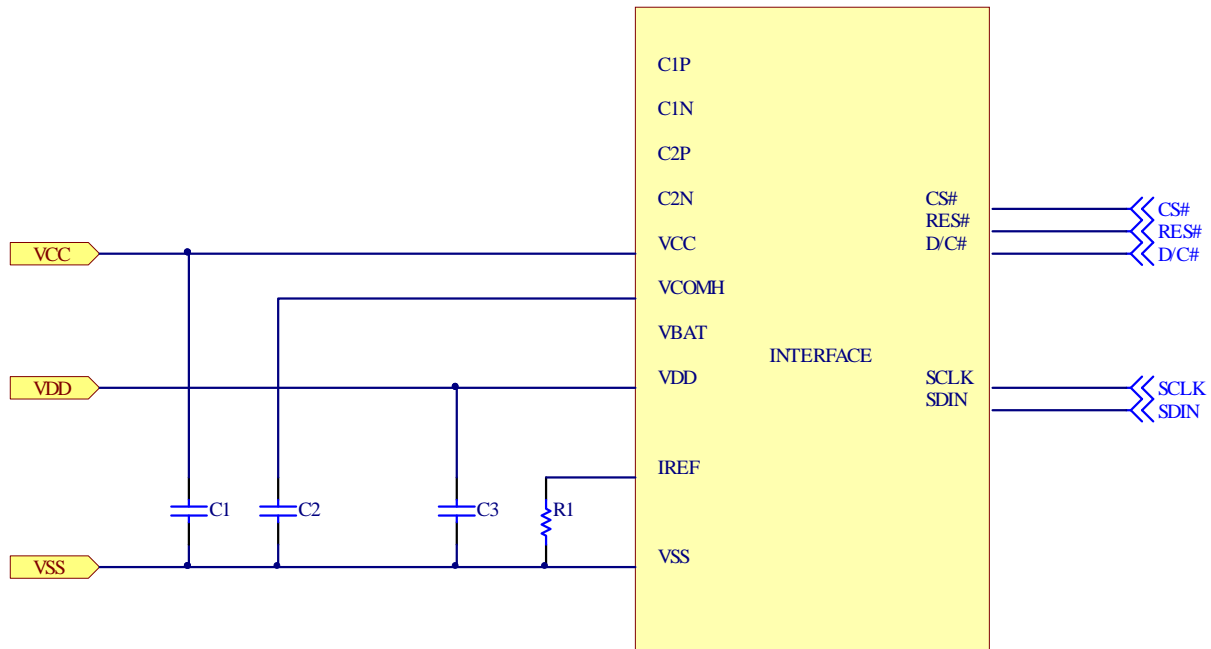 C1P
C1N
C2P
C2N
CS#
CS#
RES#
RES#
VCC
VCC
D/C#
D/C#
VCOMH
VBAT
INTERFACE
VDD
VDD
SCLK
SCLK
SDIN
SDIN
IREF
C1
C2
C3
R1
VSS
VSS